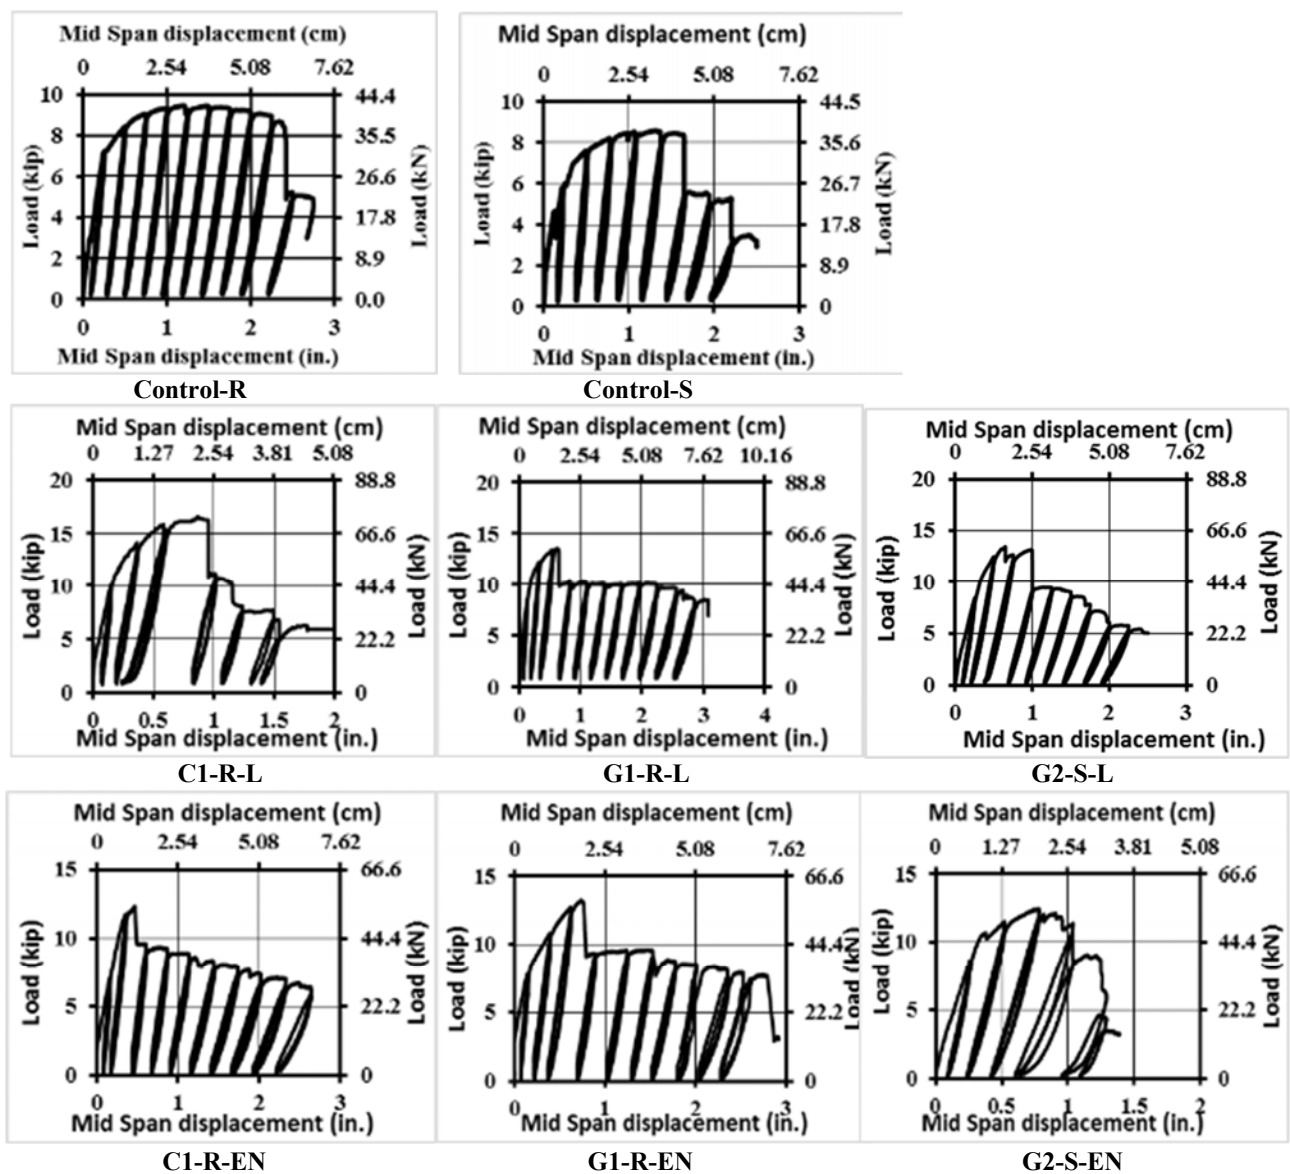 Mid Span displacement (cm)
0 2.54 5.08 7.62
10 44.4
8 35.5
6 26.6
4 17.8
2 8.9
0 0.0
Load (kip)
Load (kN)
0 1 2 3
Mid Span displacement (in.)
Control-R
Mid Span displacement (cm)
0 2.54 5.08 7.62
10 44.5
8 35.6
6 26.7
4 17.8
2 8.9
0 0
Load (kip)
Load (kN)
0 1 2 3
Mid Span displacement (in.)
Control-S
Mid Span displacement (cm)
0 1.27 2.54 3.81 5.08
20 88.8
15 66.6
10 44.4
5 22.2
0 0
Load (kip)
Load (kN)
0 0.5 1 1.5 2
Mid Span displacement (in.)
C1-R-L
Mid Span displacement (cm)
0 2.54 5.08 7.62 10.16
20 88.8
15 66.6
10 44.4
5 22.2
0 0
Load (kip)
Load (kN)
0 1 2 3 4
Mid Span displacement (in.)
G1-R-L
Mid Span displacement (cm)
0 2.54 5.08 7.62
20 88.8
15 66.6
10 44.4
5 22.2
0 0
Load (kip)
Load (kN)
0 1 2 3
Mid Span displacement (in.)
G2-S-L
Mid Span displacement (cm)
0 2.54 5.08 7.62
15 66.6
10 44.4
5 22.2
0 0
Load (kip)
Load (kN)
0 1 2 3
Mid Span displacement (in.)
C1-R-EN
Mid Span displacement (cm)
0 2.54 5.08 7.62
15 66.6
10 44.4
5 22.2
0 0
Load (kip)
Load (kN)
0 1 2 3
Mid Span displacement (in.)
G1-R-EN
Mid Span displacement (cm)
0 1.27 2.54 3.81 5.08
15 66.6
10 44.4
5 22.2
0 0
Load (kip)
Load (kN)
0 0.5 1 1.5 2
Mid Span displacement (in.)
G2-S-EN